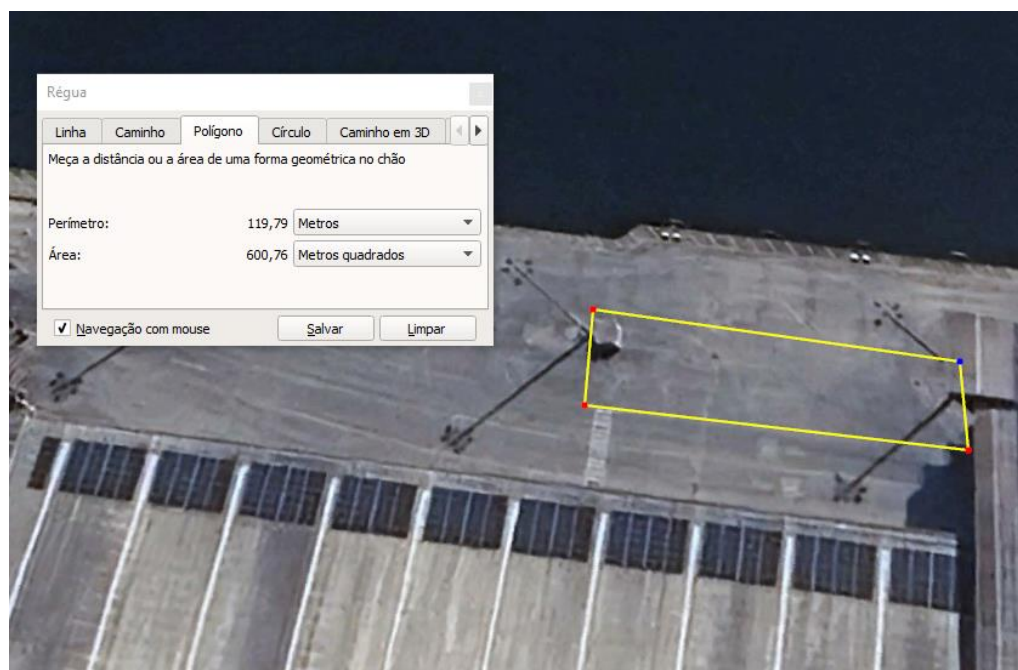 Régua
Linha Caminho Polígono Círculo Caminho em 3D
Meça a distância ou a área de uma forma geométrica no chão
Perímetro: 119,79 Metros
Área: 600,76 Metros quadrados
Navegação com mouse Salvar Limpar